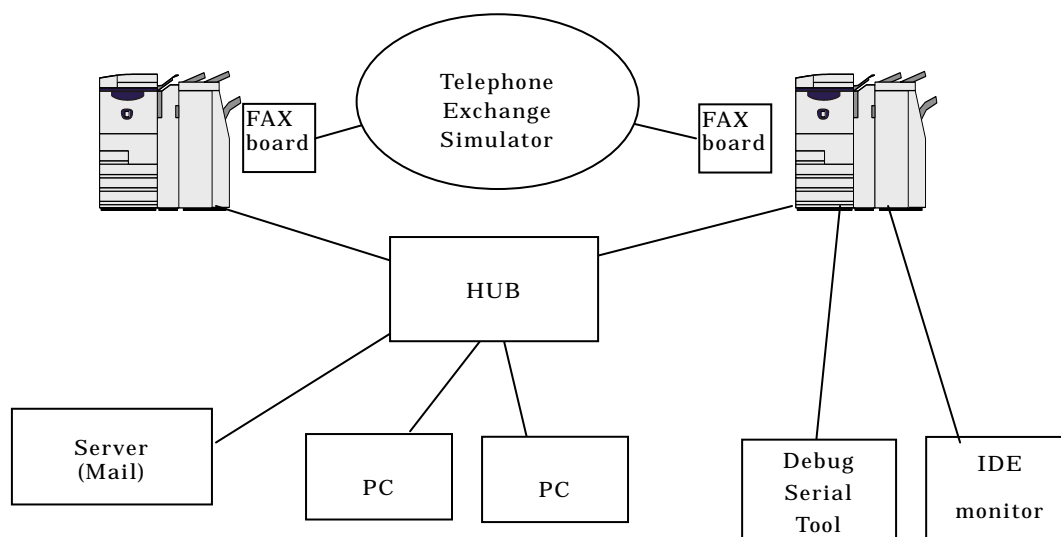 Telephone
Exchange
Simulator
FAX
board
FAX
board
HUB
Server
(Mail)
PC
PC
Debug
Serial
Tool
IDE
monitor